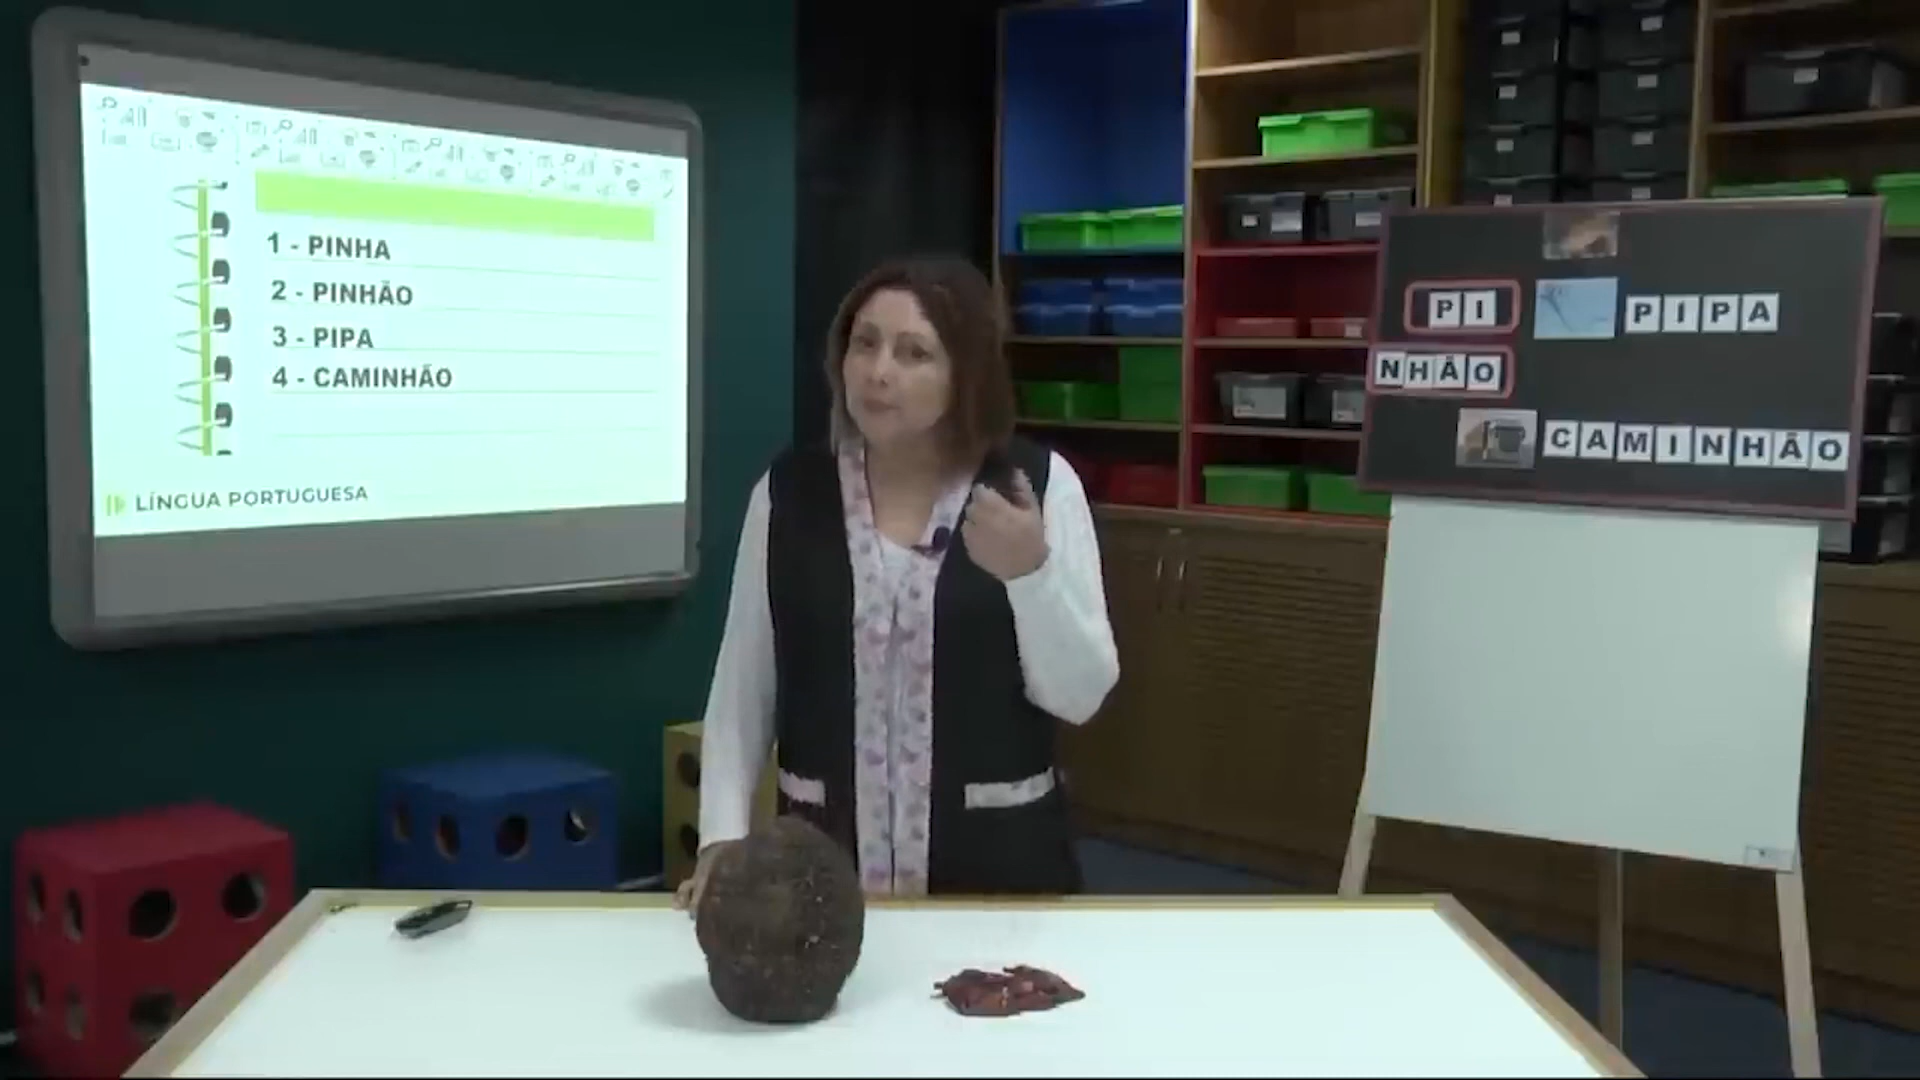 1 - PINHA
2 - PINHÃO
3 - PIPA
4 - CAMINHÃO
LÍNGUA PORTUGUESA
PI
PIPA
NHÃO
CAMINHÃO